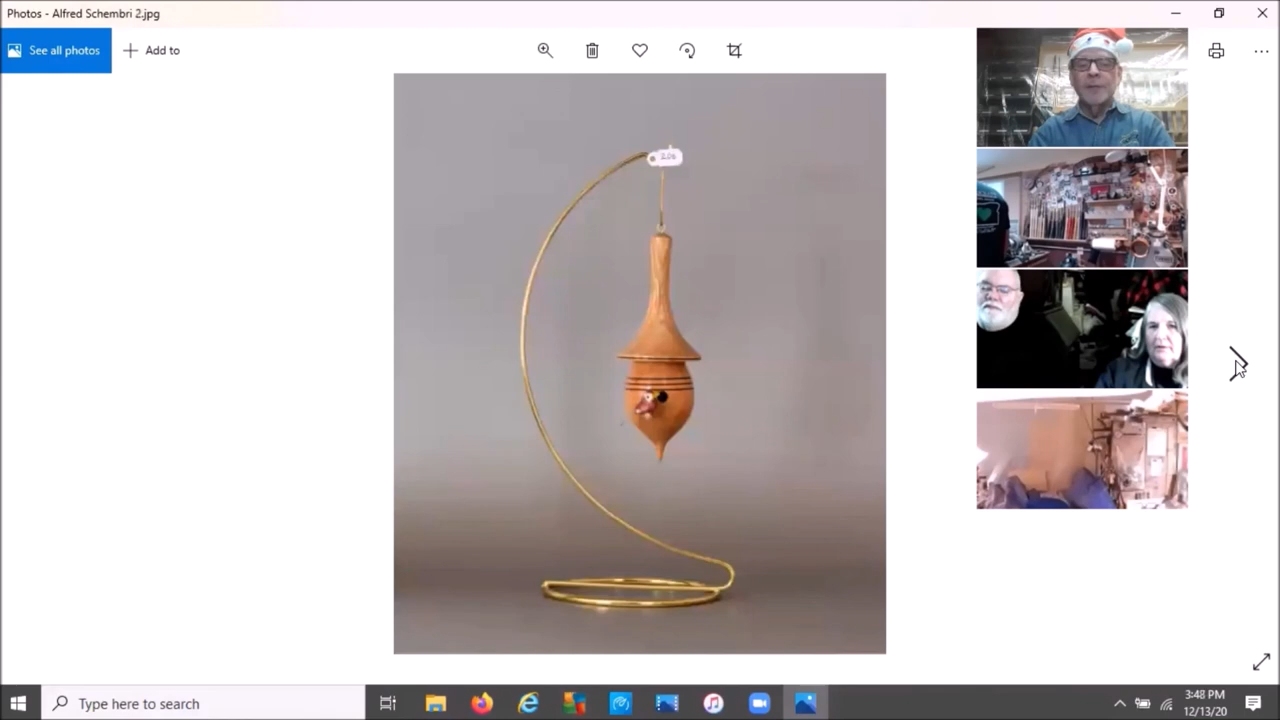 Photos - Alfred Schembri 2.jpg
See all photos
Add to
Type here to search
3:48 PM
12/13/20